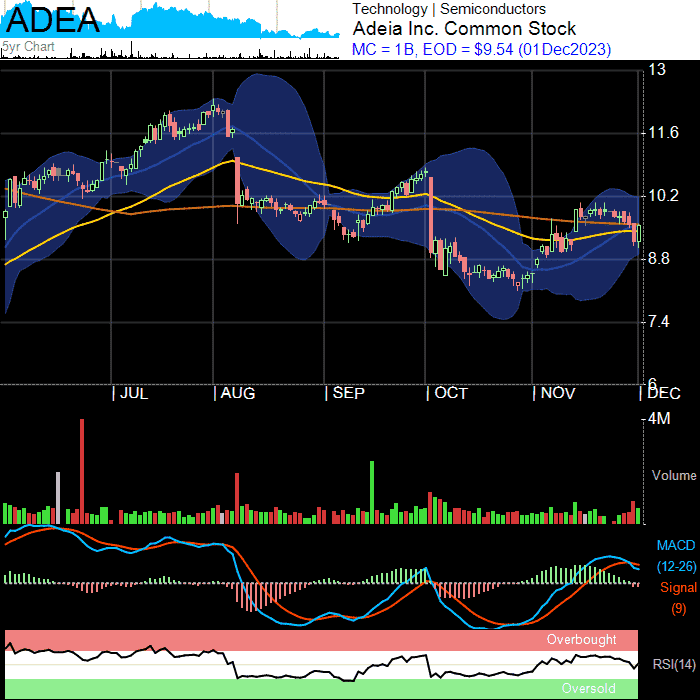 ADEA
5yr Chart
Technology | Semiconductors
Adeia Inc. Common Stock
MC = 1B, EOD = $9.54 (01Dec2023)
13
11.6
10.2
8.8
7.4
6
| JUL | AUG | SEP | OCT | NOV | DEC
4M
Volume
MACD
(12-26)
Signal
(9)
Overbought
RSI(14)
Oversold